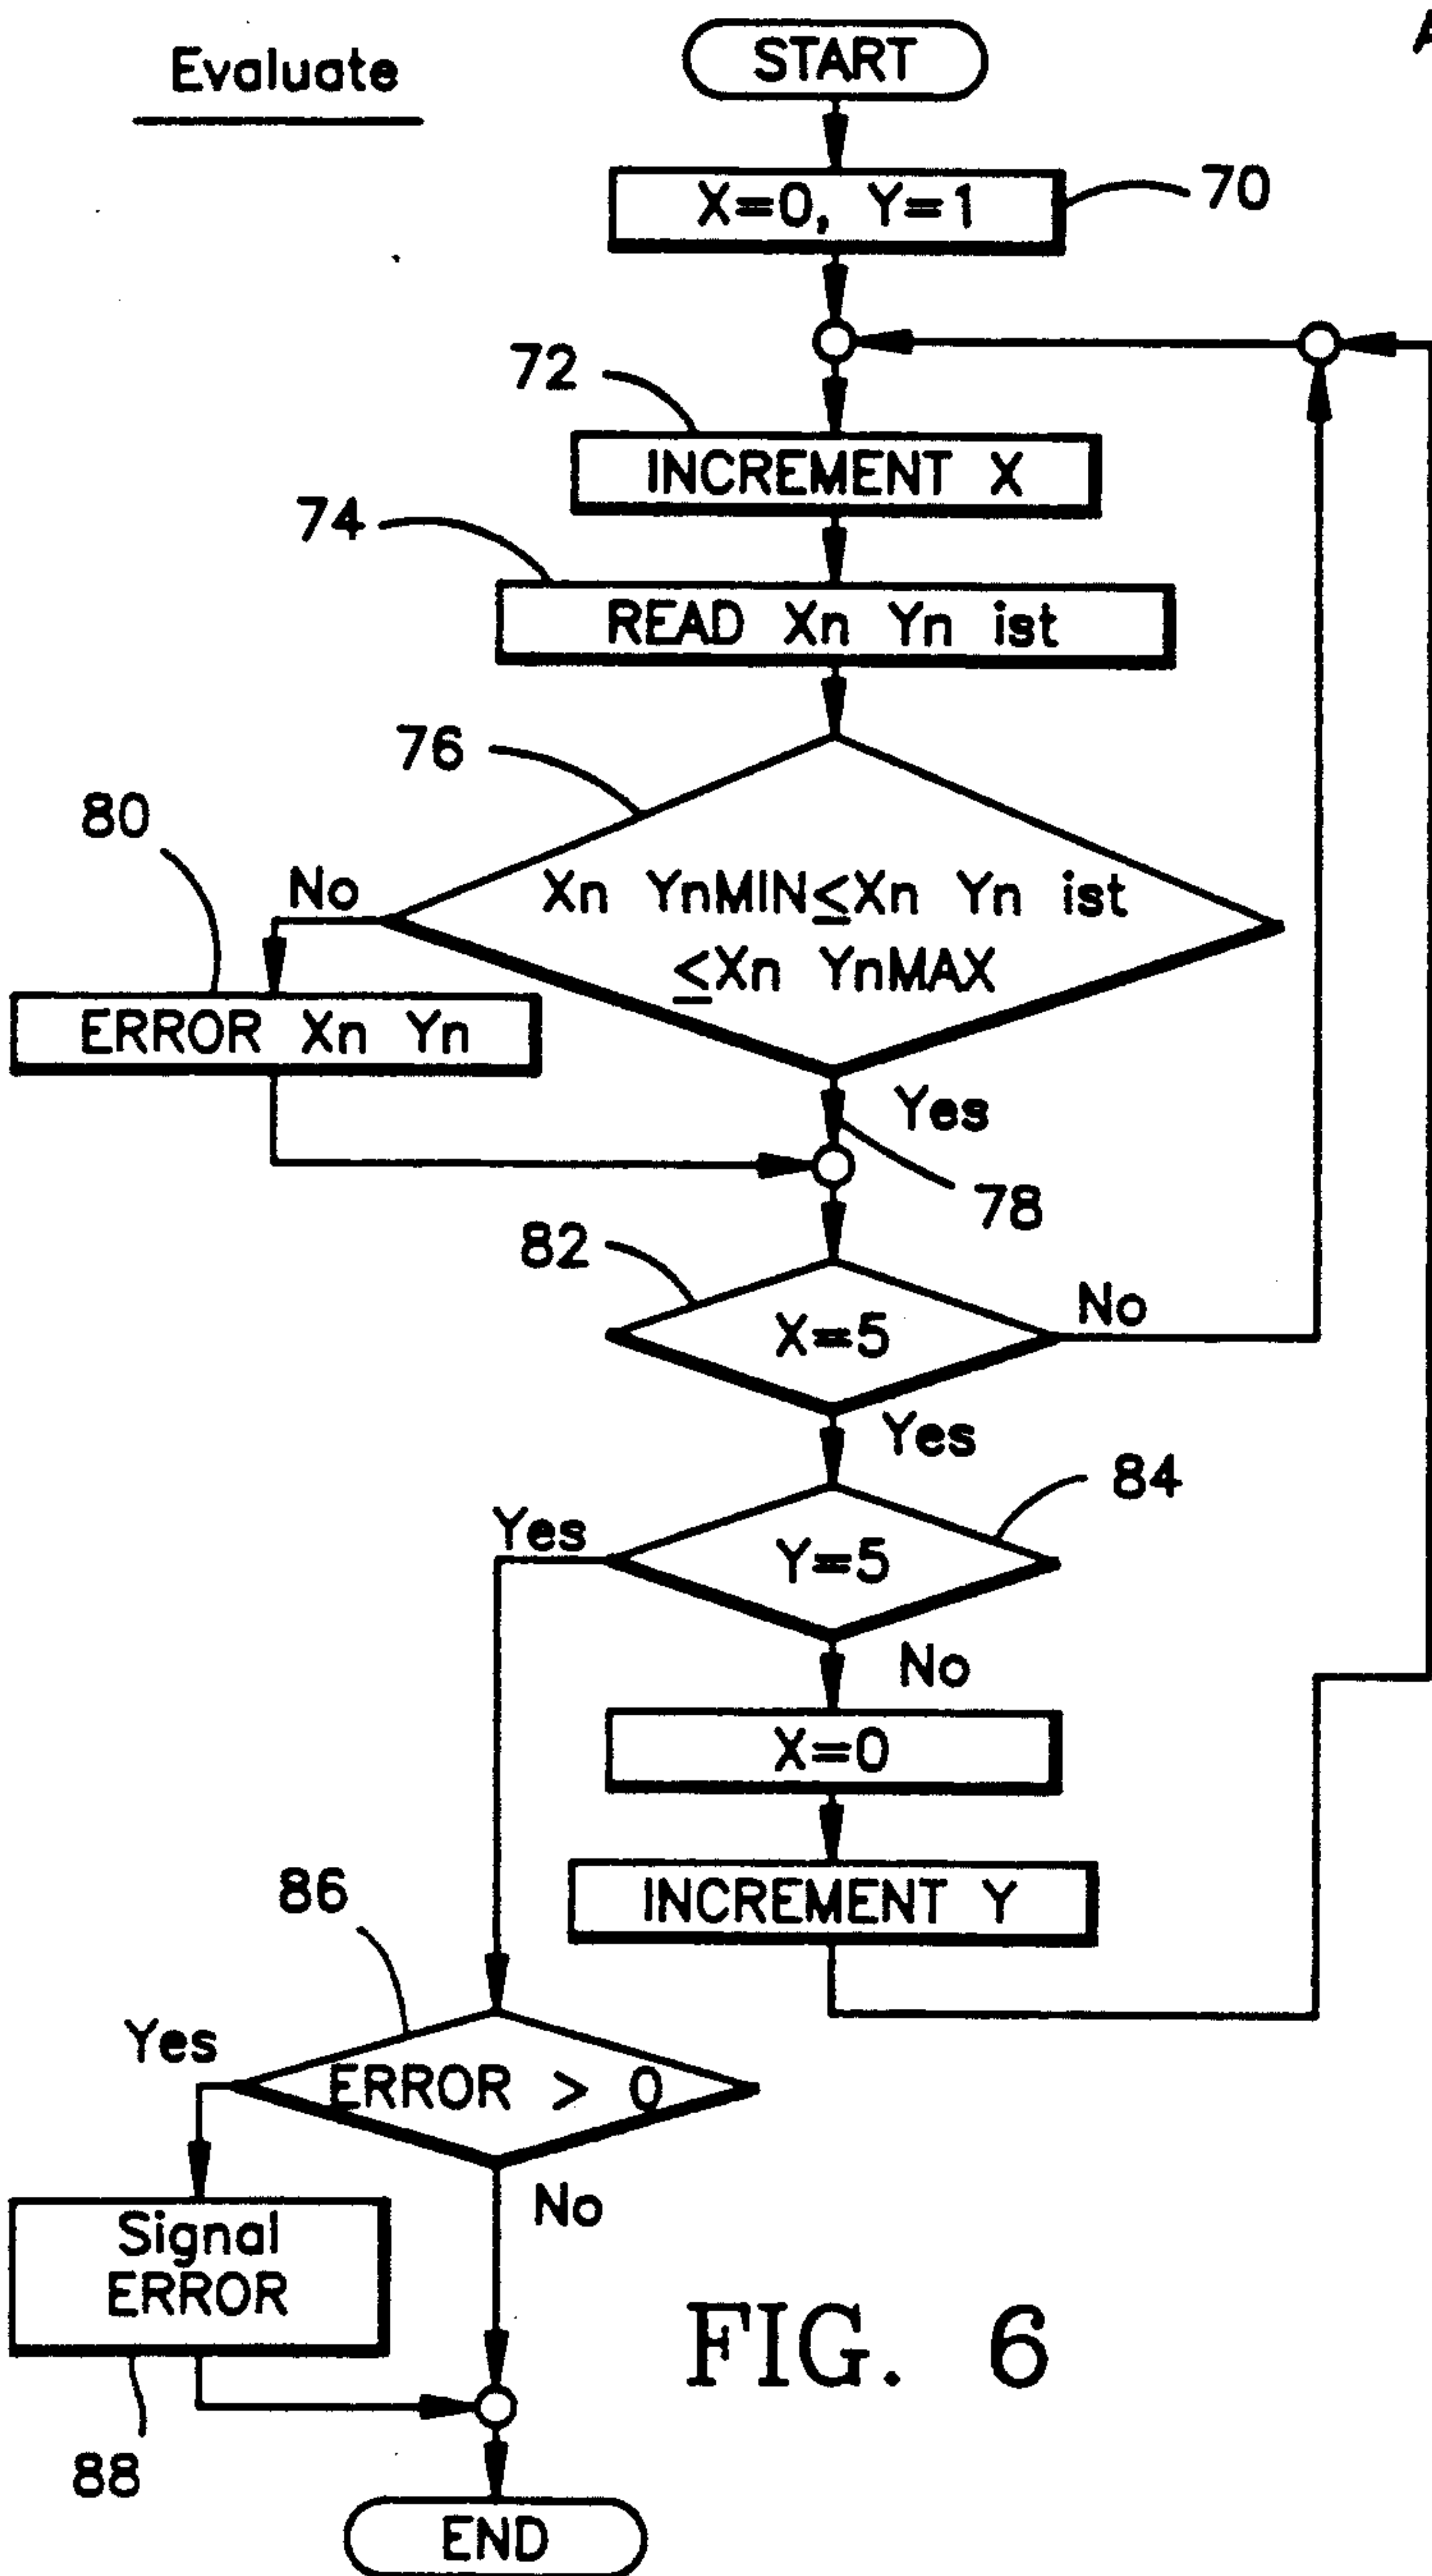 Evaluate
START
X=0, Y=1
70
72
INCREMENT X
74
READ Xn Yn ist
76
80
No
Xn YnMIN≤Xn Yn ist
≤Xn YnMAX
ERROR Xn Yn
Yes
78
82
X=5
No
Yes
84
Yes
Y=5
No
X=0
INCREMENT Y
86
Yes
ERROR > 0
No
Signal
ERROR
88
FIG. 6
END